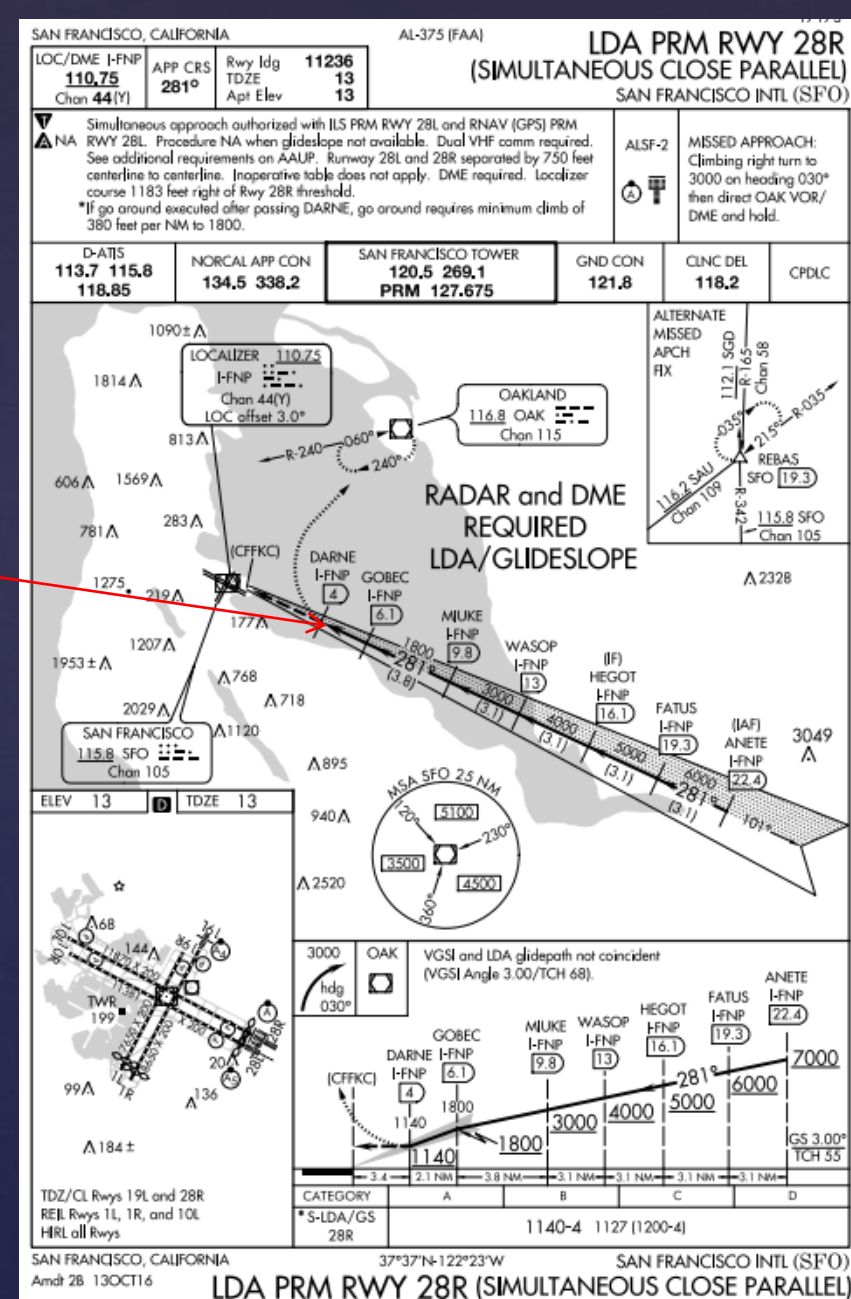 SAN FRANCISCO, CALIFORNIA
AL-375 (FAA)
LDA PRM RWY 28R
(SIMULTANEOUS CLOSE PARALLEL)
SAN FRANCISCO INTL (SFO)
LOC/DME I-FNP
110.75
Chan 44(Y)
APP CRS
281°
Rwy ldg 11236
TDZE 13
Apt Elev 13
T
A NA
Simultaneous approach authorized with ILS PRM RWY 28L and RNAV (GPS) PRM
RWY 28L. Procedure NA when glideslope not available. Dual VHF comm required.
See additional requirements on AAUP. Runway 28L and 28R separated by 750 feet
centerline to centerline. Inoperative table does not apply. DME required. Localizer
course 1183 feet right of Rwy 28R threshold.
*If go around executed after passing DARNE, go around requires minimum climb of
380 feet per NM to 1800.
ALSF-2
A
MISSED APPROACH:
Climbing right turn to
3000 on heading 030°
then direct OAK VOR/
DME and hold.
D-ATIS
113.7 115.8
118.85
NORCAL APP CON
134.5 338.2
SAN FRANCISCO TOWER
120.5 269.1
PRM 127.675
GND CON
121.8
CLNC DEL
118.2
CPDLC
1090±
1814
LOCALIZER 110.75
I-FNP
Chan 44(Y)
LOC offset 3.0°
813
OAKLAND
116.8 OAK
Chan 115
R-240
060°
240°
606
1569
781
283
1275
219
177
1207
1953±
768
718
2029
1120
895
940
2520
2328
3049
ALTERNATE
MISSED
APCH
FIX
112.1 SGD
R-165
Chan 58
035°
215°
R-035
REBAS
SFO 19.3
116.2 SAU
Chan 109
R-342
115.8 SFO
Chan 105
RADAR and DME
REQUIRED
LDA/GLIDESLOPE
(CFFKC)
DARNE
I-FNP
4
GOBEC
I-FNP
6.1
MIUKE
I-FNP
9.8
WASOP
I-FNP
13
(IF)
HEGOT
I-FNP
16.1
FATUS
I-FNP
19.3
(IAF)
ANETE
I-FNP
22.4
1800
281°
(3.8)
3000
(3.1)
4000
(3.1)
5000
(3.1)
6000
281°
(3.1)
101°
SAN FRANCISCO
115.8 SFO
Chan 105
MSA SFO 25 NM
120°
5100
230°
3500
4500
360°
ELEV 13
D
TDZE 13
68
144
TWR
199
20
99
136
184 ±
1L
1R
28R
28L
TDZ/CL Rwys 19L and 28R
REIL Rwys 1L, 1R, and 10L
HIRL all Rwys
3000
hdg
030°
OAK
VGSI and LDA glidepath not coincident
(VGSI Angle 3.00/TCH 68).
(CFFKC)
DARNE
I-FNP
4
GOBEC
I-FNP
6.1
MIUKE
I-FNP
9.8
WASOP
I-FNP
13
HEGOT
I-FNP
16.1
FATUS
I-FNP
19.3
ANETE
I-FNP
22.4
1140
1800
281°
7000
6000
5000
4000
3000
1800
1140
GS 3.00°
TCH 55
3.4
2.1 NM
3.8 NM
3.1 NM
3.1 NM
3.1 NM
3.1 NM
CATEGORY A B C D
*S-LDA/GS
28R
1140-4 1127 (1200-4)
SAN FRANCISCO, CALIFORNIA
Amdt 2B 13OCT16
37°37'N-122°23'W
SAN FRANCISCO INTL (SFO)
LDA PRM RWY 28R (SIMULTANEOUS CLOSE PARALLEL)